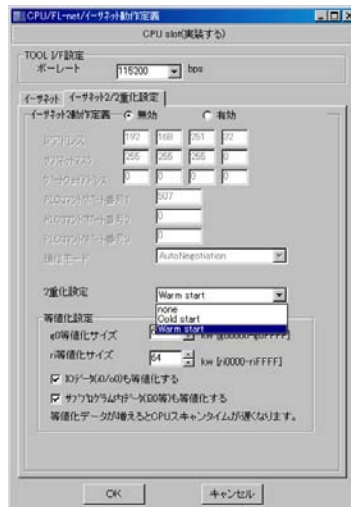 CPU/FL-net/イーサネット動作定義
CPU slot(実装する)
TOOL I/F設定
ボーレート 115200 bps
イーサネット イーサネット2/2重化設定
イーサネット2動作定義 無効 有効
IPアドレス 192 168 251
サブネットマスク 255 255 255 0
ゲートウェイアドレス 0 0 0 0
PLCコマンドサポート番号1 507
PLCコマンドサポート番号2 0
PLCコマンドサポート番号3 0
通信モード AutoNegotiation
2重化設定 Warm start
none
Cold start
Warm start
等値化設定
g0等値化サイズ kw
ri等値化サイズ 64 kw [ri0000-riFFFF]
IOデータ(i0/o0)も等値化する
サブプログラム内データ(B0等)も等値化する
等値化データが増えるとCPUスキャンタイムが遅くなります。
OK キャンセル